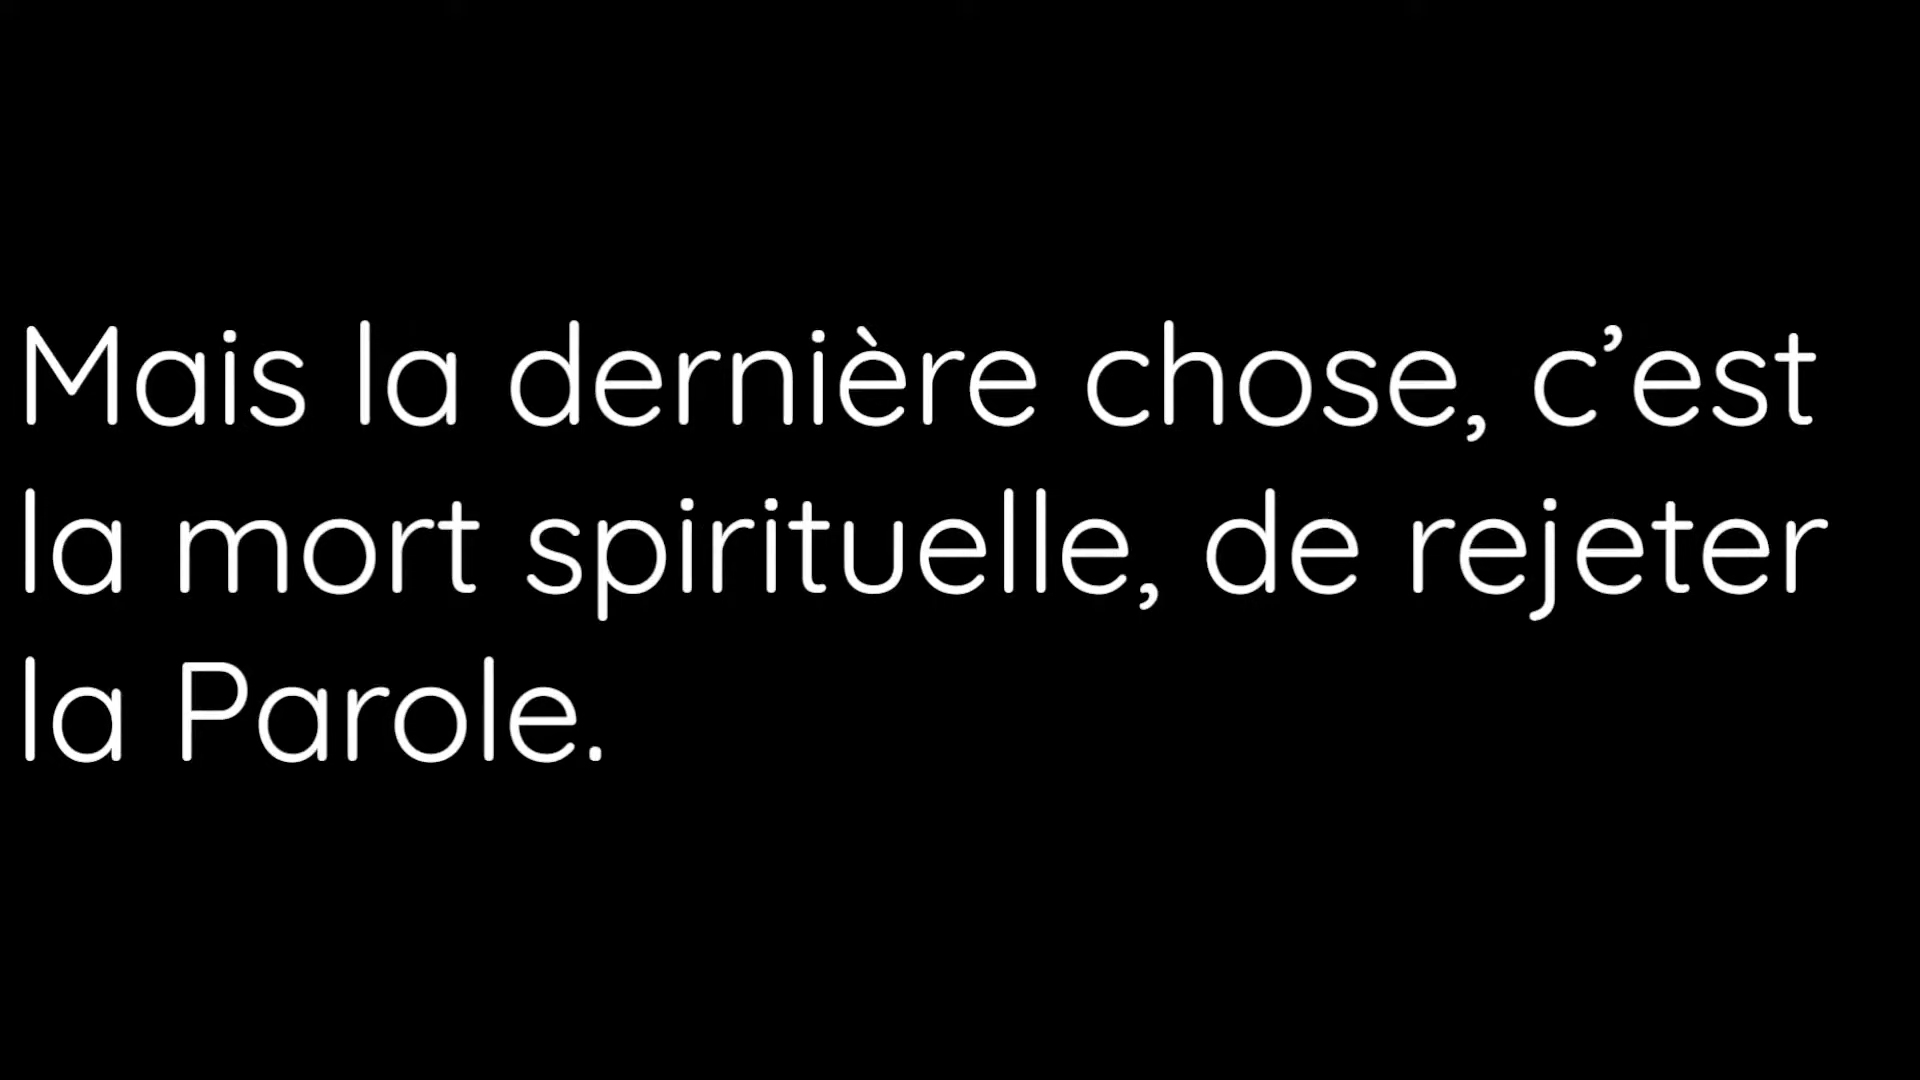 Mais la dernière chose, c’est
la mort spirituelle, de rejeter
la Parole.